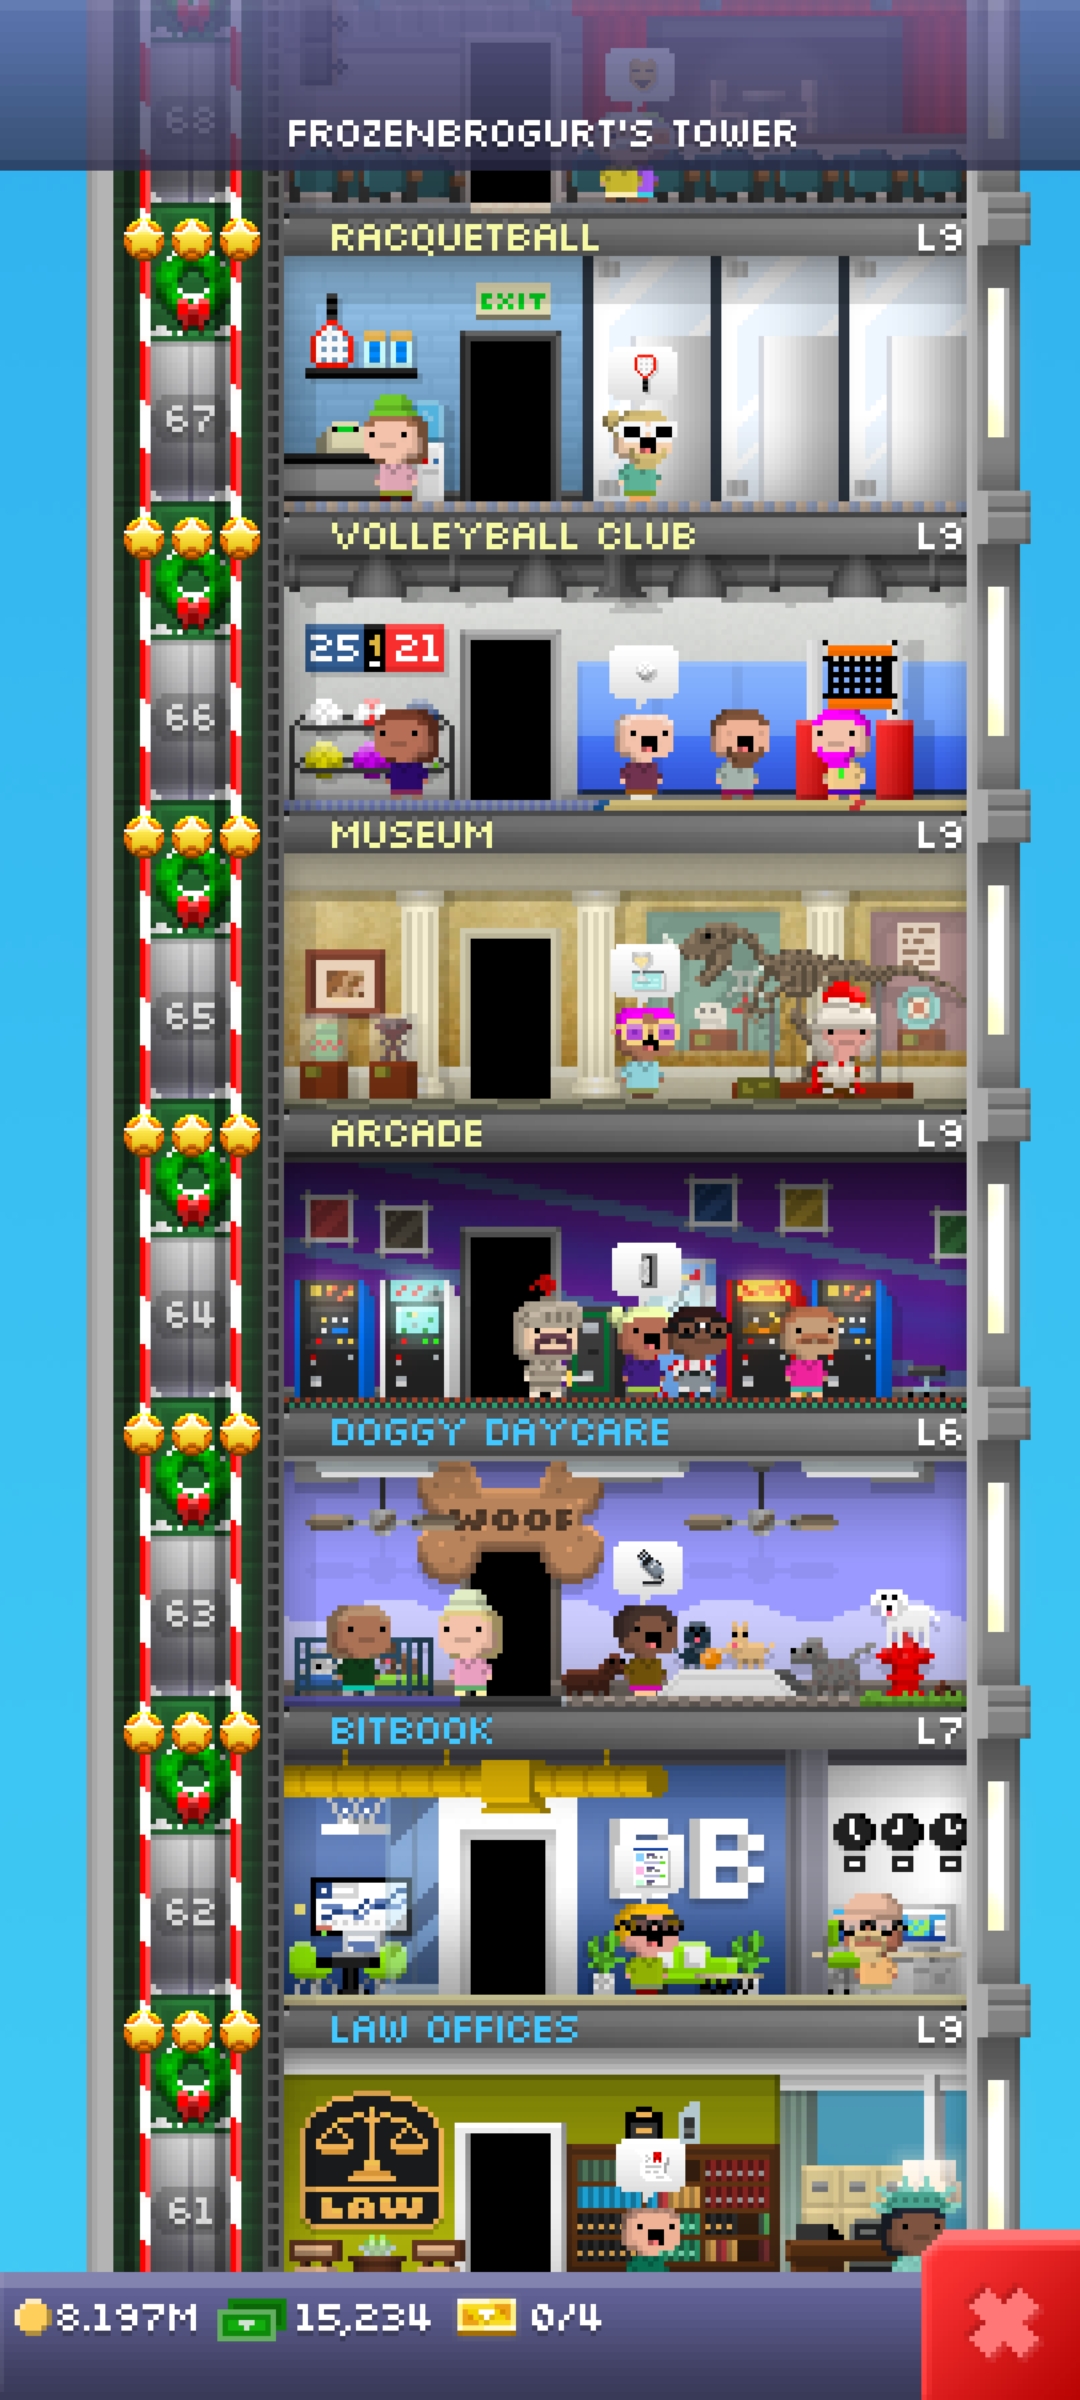 68
FROZENBROGURT'S TOWER
RACQUETBALL L9
EXIT
67
VOLLEYBALL CLUB L9
25 1 21
66
MUSEUM L9
65
ARCADE L9
64
DOGGY DAYCARE L6
WOOF
63
BITBOOK L7
B
62
LAW OFFICES L9
LAW
61
8.197M 15,234 0/4